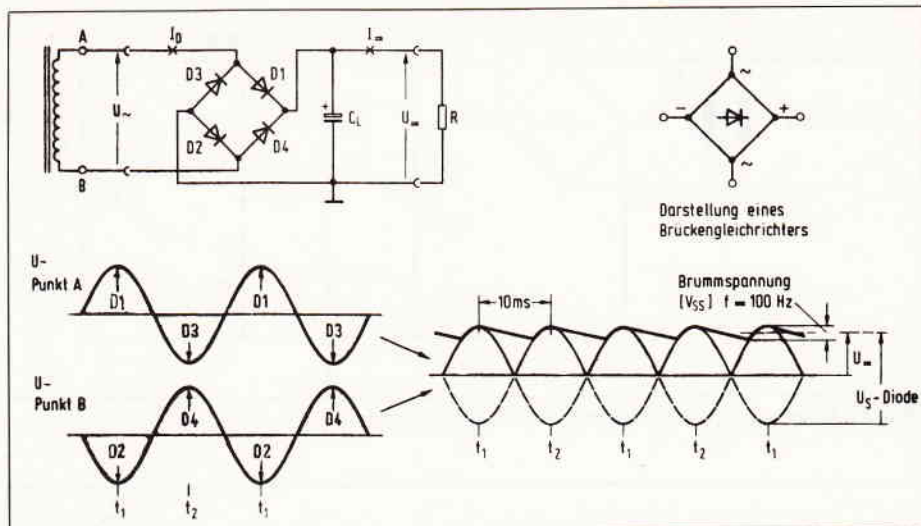 A
I_D
I_=
D3
D1
U~
+
C_L
U_=
R
D2
D4
B
~
-
+
~
Darstellung eines
Brückengleichrichters
U-
Punkt A
D1
D1
D3
D3
U-
Punkt B
D4
D4
D2
D2
t₁
t₂
t₁
Brummspannung
[V_SS] f = 100 Hz
10ms
U_=
U_S-Diode
t₁
t₂
t₁
t₂
t₁